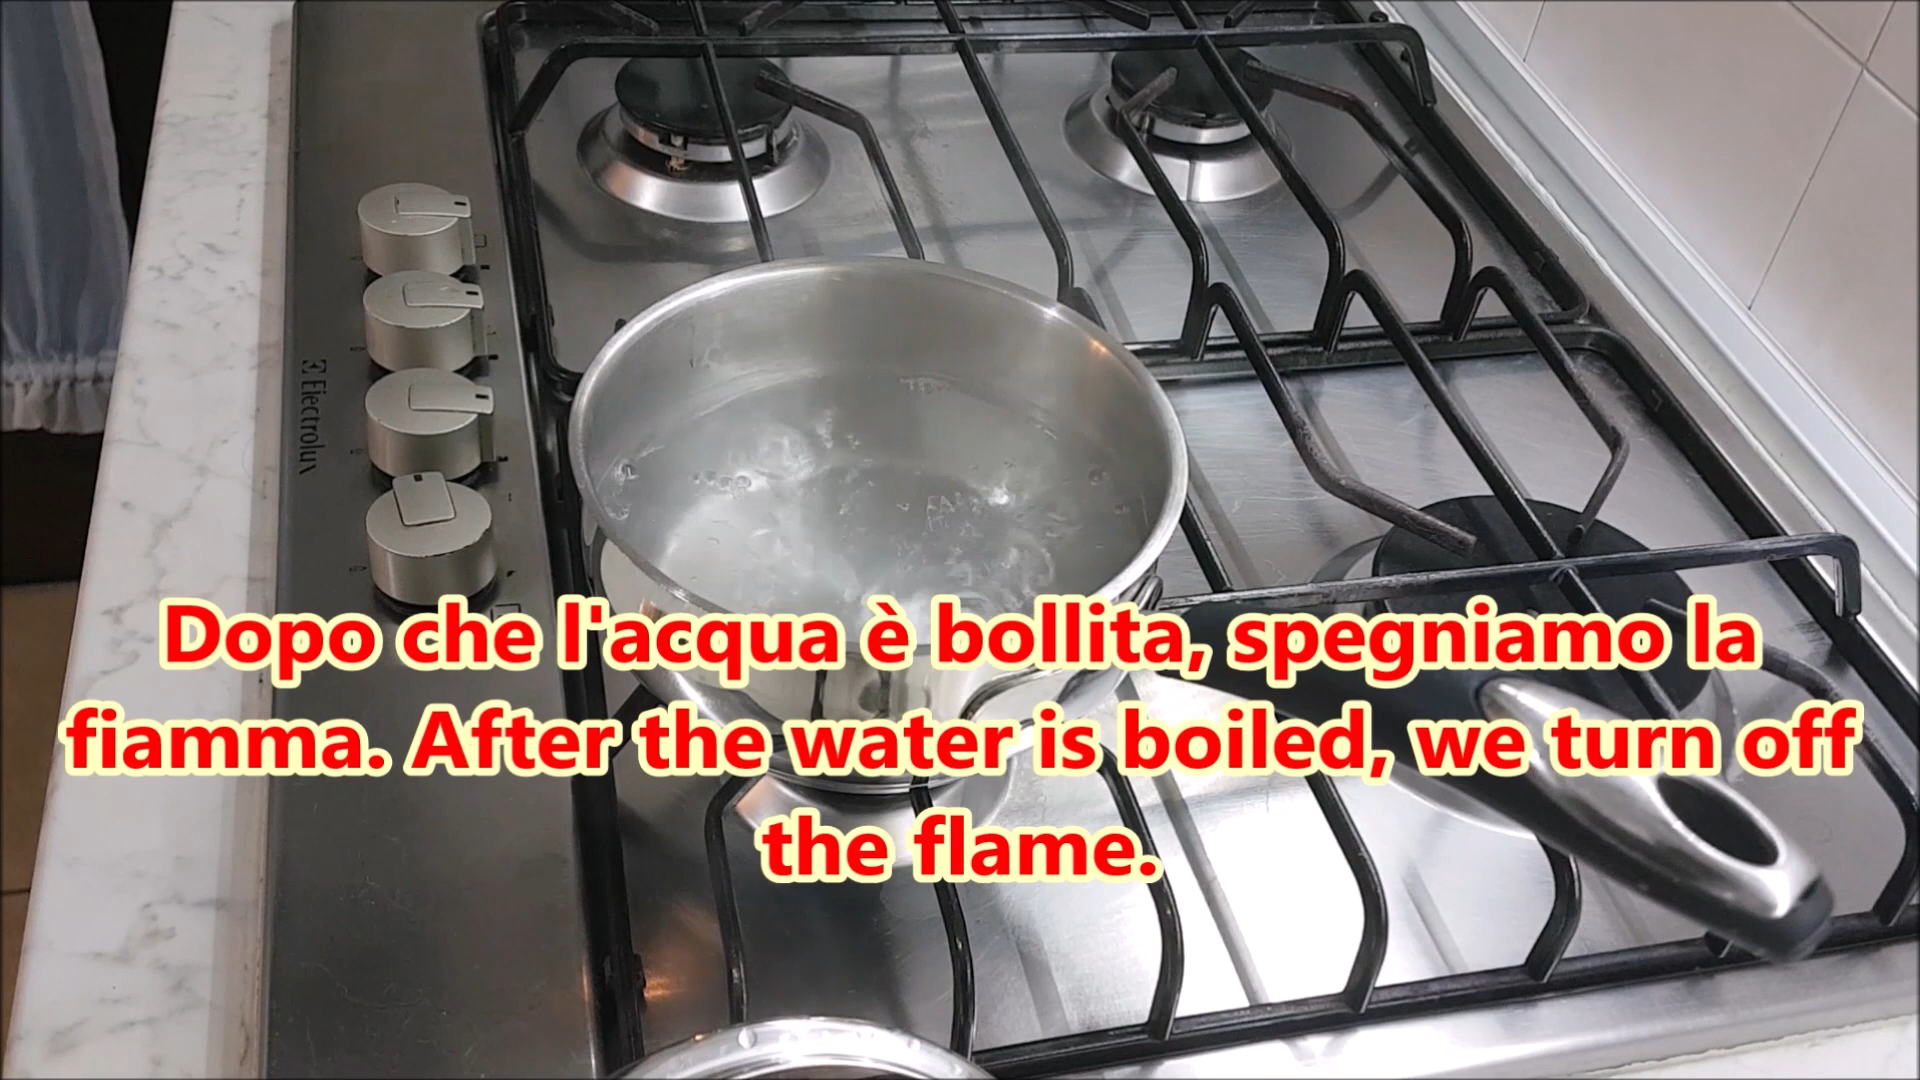 Electrolux
Dopo che l'acqua è bollita, spegniamo la
fiamma. After the water is boiled, we turn off
the flame.